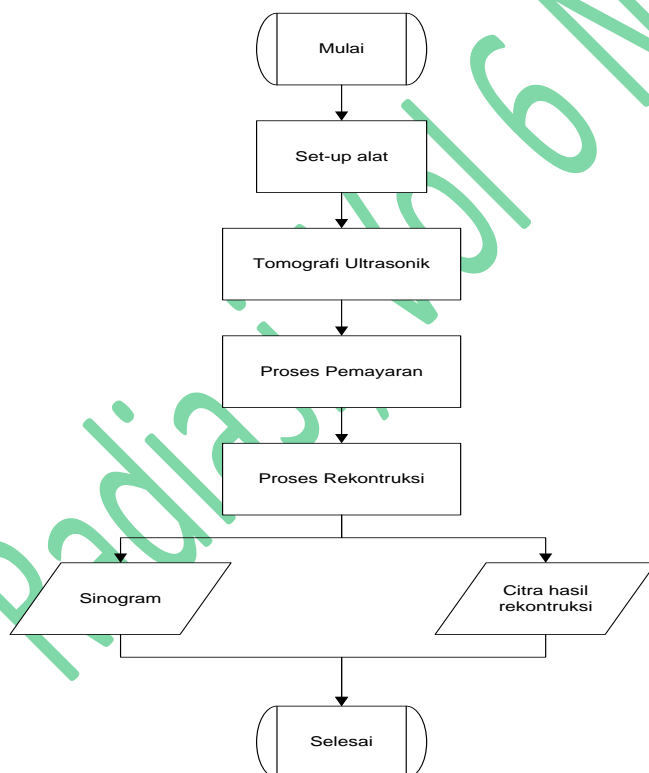 Mulai
Set-up alat
Tomografi Ultrasonik
Proses Pemayaran
Proses Rekontruksi
Sinogram
Citra hasil
rekontruksi
Selesai